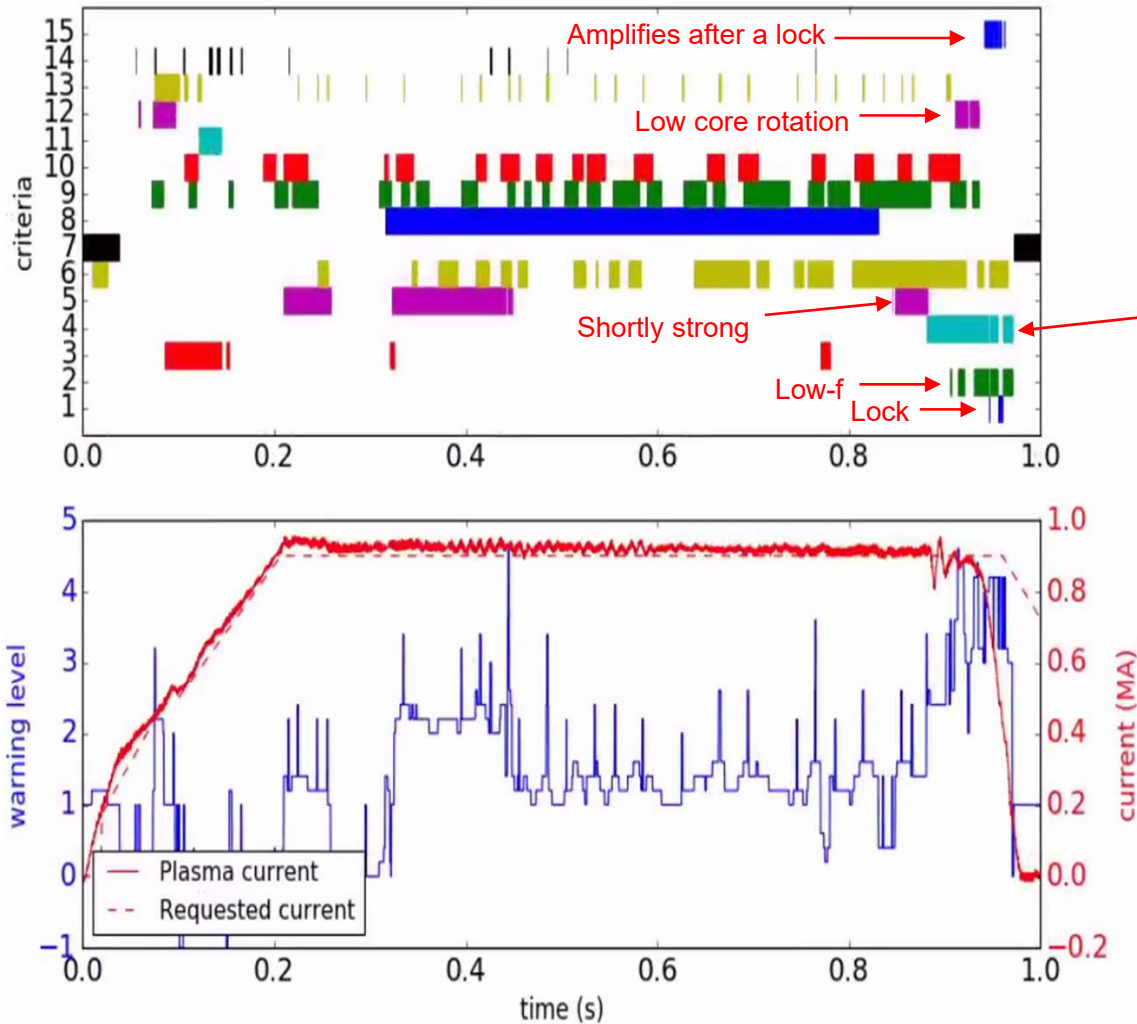 15
14
13
12
11
10
9
8
7
6
5
4
3
2
1
criteria
Amplifies after a lock
Low core rotation
Shortly strong
Low-f
Lock
0.0 0.2 0.4 0.6 0.8 1.0
5
4
3
2
1
0
−1
warning level
Plasma current
Requested current
1.0
0.8
0.6
0.4
0.2
0.0
−0.2
current (MA)
0.0 0.2 0.4 0.6 0.8 1.0
time (s)